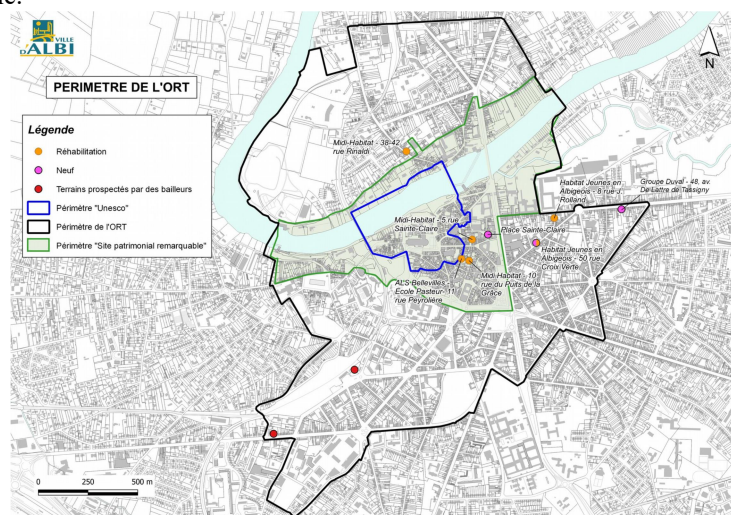 ne.
VILLE
D'ALBI
PERIMETRE DE L'ORT
N
Légende
Réhabilitation
Neuf
Terrains prospectés par des bailleurs
Périmètre "Unesco"
Périmètre de l'ORT
Périmètre "Site patrimonial remarquable"
Midi-Habitat - 38-42,
rue Rinaldi
Habitat Jeunes en
Albigeois - 8 rue J.
Rolland
Groupe Duval - 48, av.
De Lattre de Tassigny
Midi-Habitat - 5 rue
Sainte-Claire
Place Sainte-Claire
Habitat Jeunes en
Albigeois - 50 rue
Croix Verte
ALS-Bellevilles -
Ecole Pasteur- 11
rue Peyrolière
Midi-Habitat - 10
rue du Puits de la
Grâce
0 250 500 m